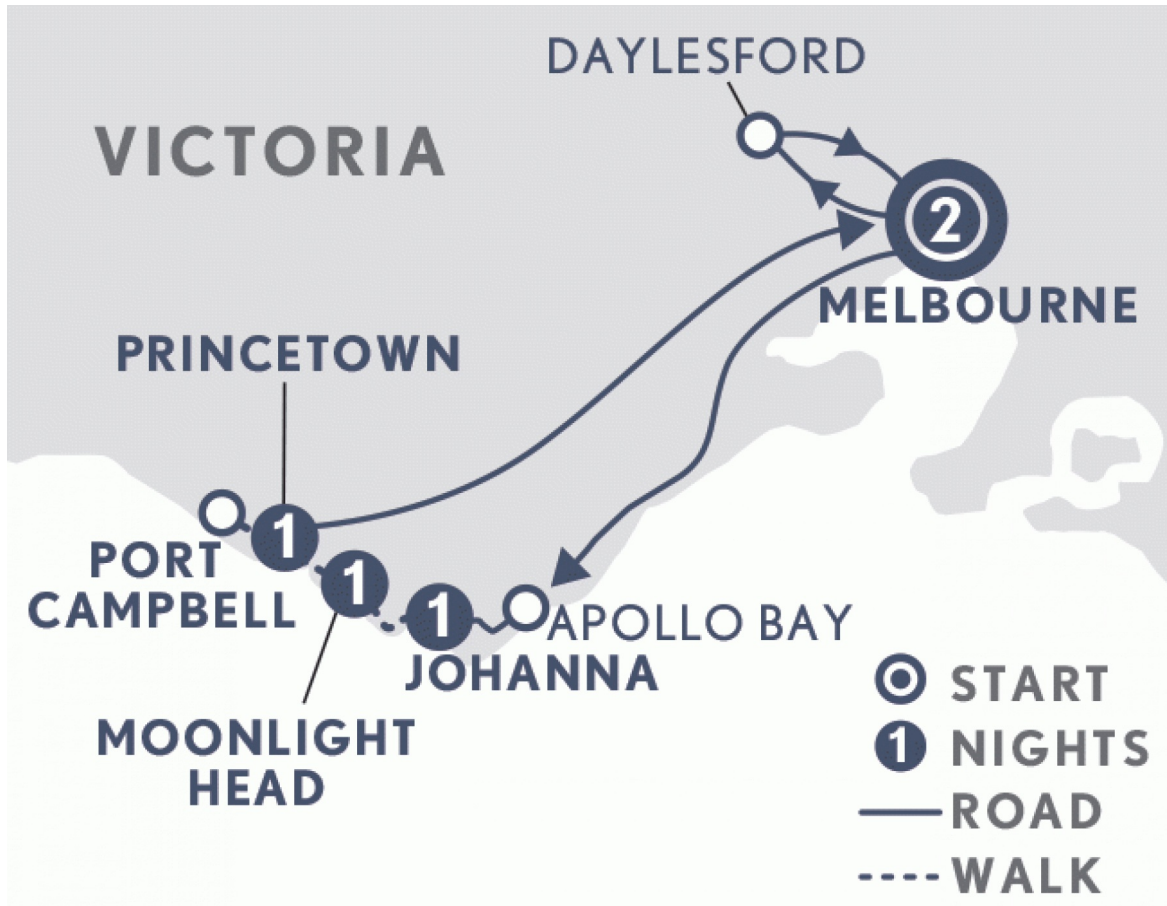 DAYLESFORD
VICTORIA
2
MELBOURNE
PRINCETOWN
1
PORT
CAMPBELL
1
1
APOLLO BAY
JOHANNA
MOONLIGHT
HEAD
START
1 NIGHTS
ROAD
WALK